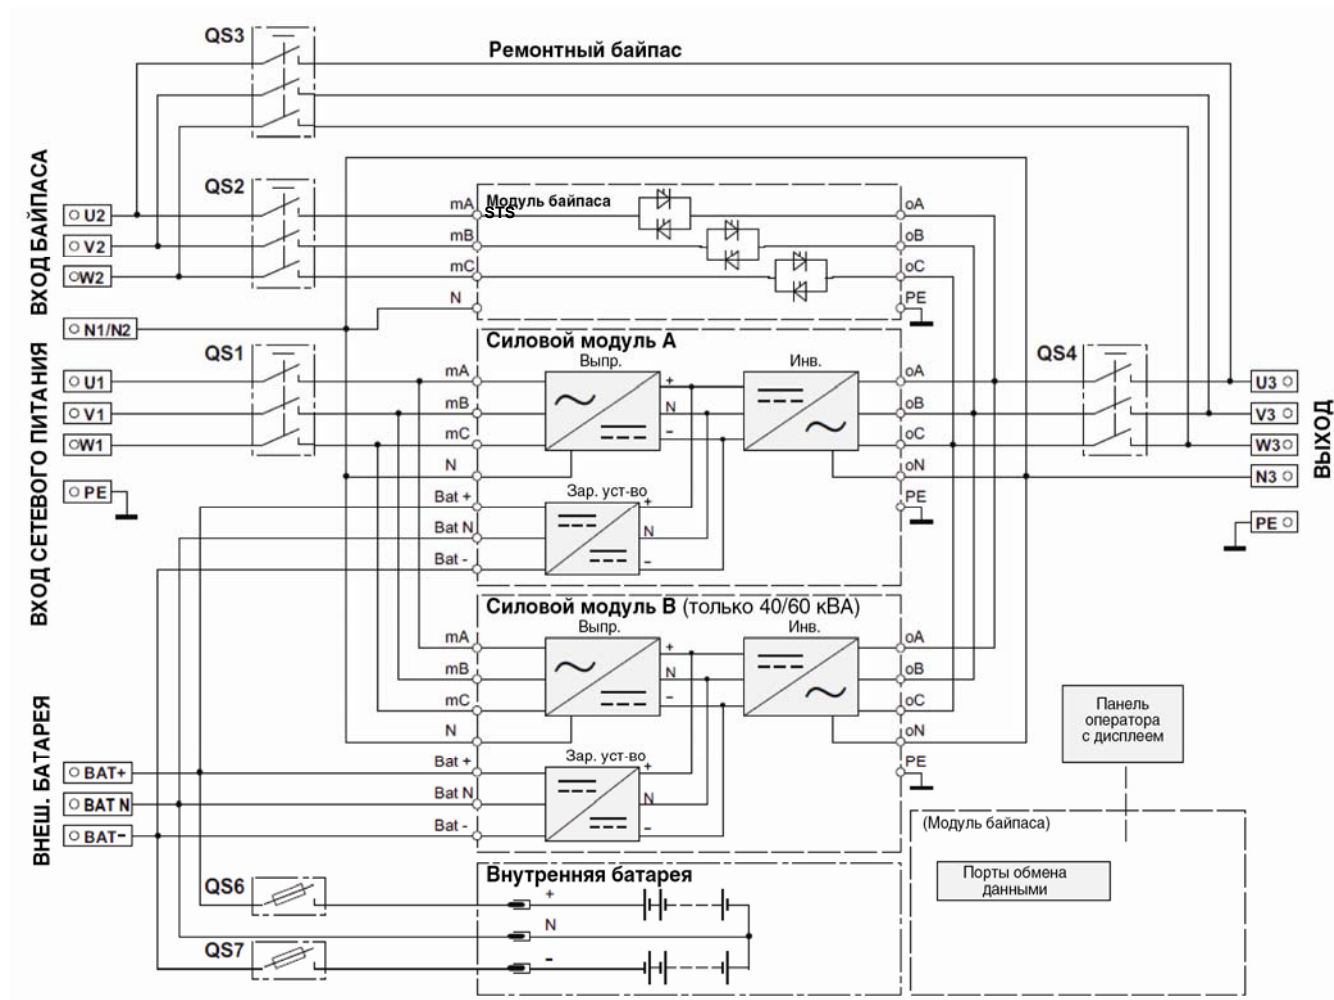 QS3
Ремонтный байпас
ВХОД БАЙПАСА
QS2
U2
V2
W2
N1/N2
mA
mB
mC
N
Модуль байпаса
STS
oA
oB
oC
PE
ВХОД СЕТЕВОГО ПИТАНИЯ
QS1
U1
V1
W1
PE
Силовой модуль А
Выпр.
Инв.
mA
mB
mC
N
Bat +
Bat N
Bat -
+
N
-
Зар. уст-во
+
N
-
oA
oB
oC
oN
PE
QS4
U3
V3
W3
N3
PE
ВЫХОД
Силовой модуль В (только 40/60 кВА)
Выпр.
Инв.
mA
mB
mC
N
Bat +
Bat N
Bat -
+
N
-
Зар. уст-во
+
N
-
oA
oB
oC
oN
PE
ВНЕШ. БАТАРЕЯ
BAT+
BAT N
BAT-
Панель
оператора
с дисплеем
(Модуль байпаса)
Порты обмена
данными
QS6
QS7
Внутренняя батарея
+
N
-